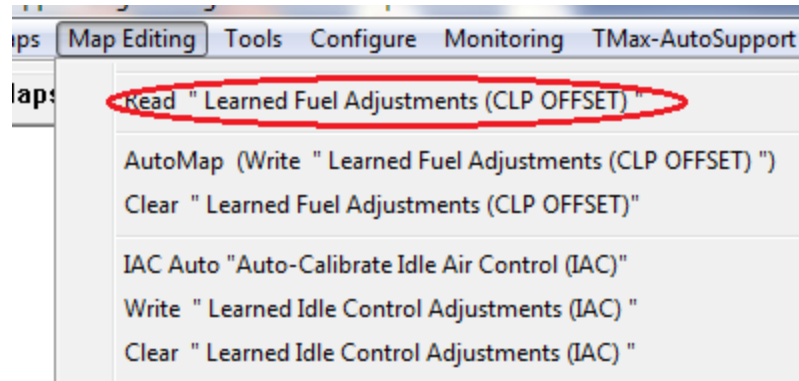 ps Map Editing Tools Configure Monitoring TMax-AutoSupport
laps
Read " Learned Fuel Adjustments (CLP OFFSET) "
AutoMap (Write " Learned Fuel Adjustments (CLP OFFSET) ")
Clear " Learned Fuel Adjustments (CLP OFFSET)"
IAC Auto "Auto-Calibrate Idle Air Control (IAC)"
Write " Learned Idle Control Adjustments (IAC) "
Clear " Learned Idle Control Adjustments (IAC) "